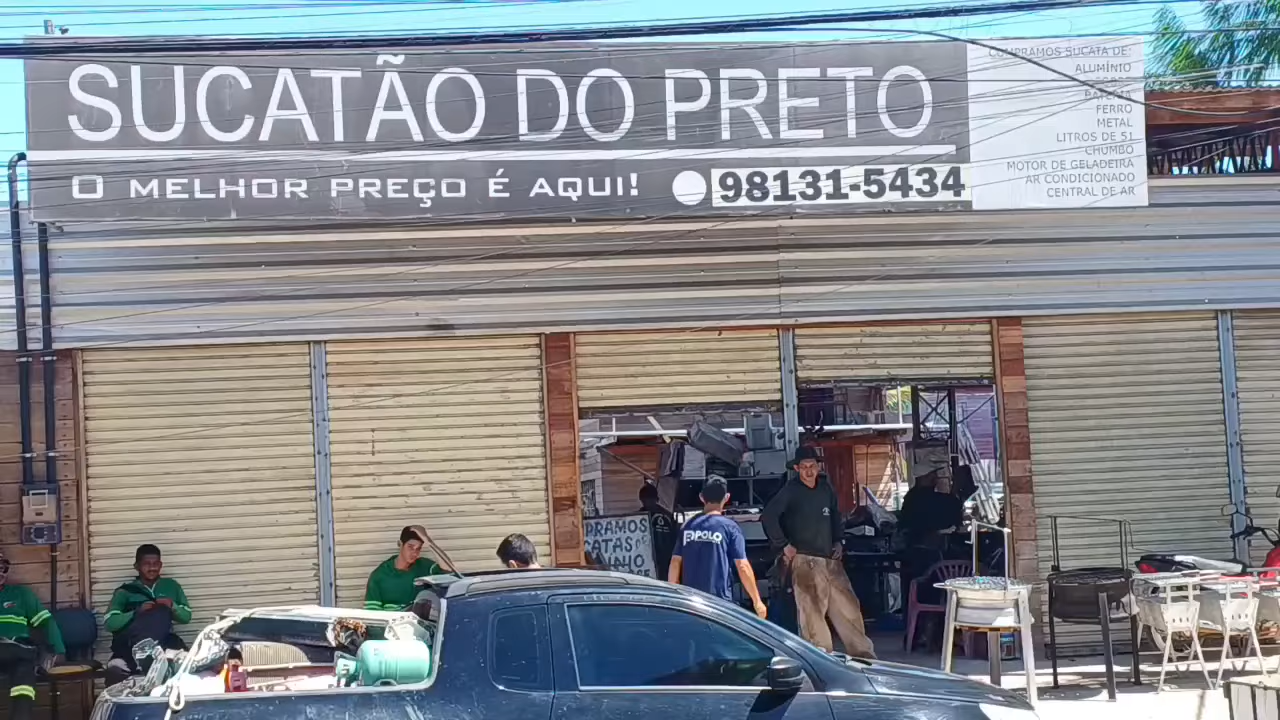 SUCATÃO DO PRETO
O MELHOR PREÇO É AQUI!
98131-5434
COMPRAMOS SUCATA DE:
ALUMÍNIO
FERRO
METAL
LITROS DE 51
CHUMBO
MOTOR DE GELADEIRA
AR CONDICIONADO
CENTRAL DE AR
POLO